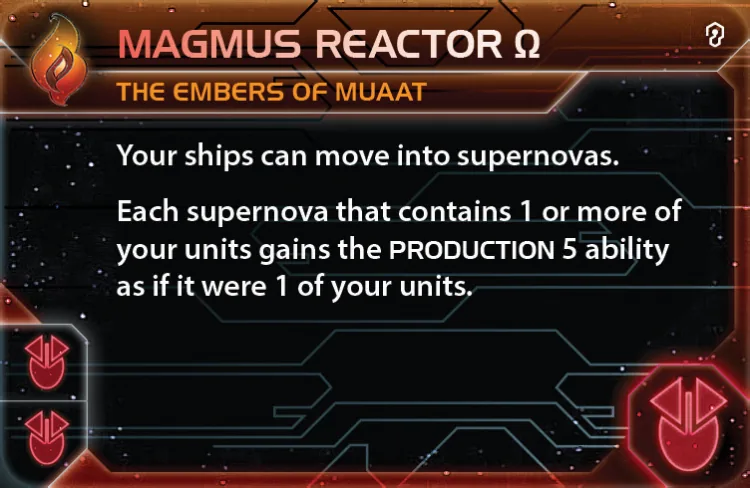 MAGMUS REACTOR Ω
THE EMBERS OF MUAAT
Your ships can move into supernovas.
Each supernova that contains 1 or more of
your units gains the PRODUCTION 5 ability
as if it were 1 of your units.